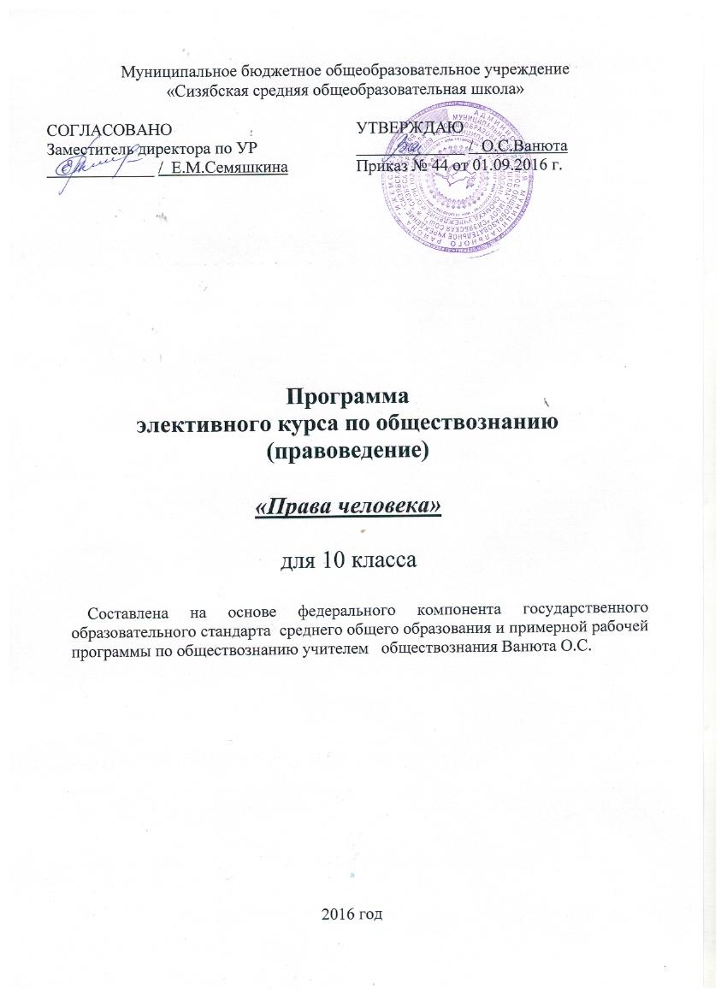 Муниципальное бюджетное общеобразовательное учреждение
«Сизябская средняя общеобразовательная школа»
СОГЛАСОВАНО
Заместитель директора по УР
_____________ / Е.М.Семяшкина
УТВЕРЖДАЮ
_____________ / О.С.Ванюта
Приказ № 44 от 01.09.2016 г.
Программа
элективного курса по обществознанию
(правоведение)
«Права человека»
для 10 класса
Составлена на основе федерального компонента государственного
образовательного стандарта среднего общего образования и примерной рабочей
программы по обществознанию учителем обществознания Ванюта О.С.
2016 год